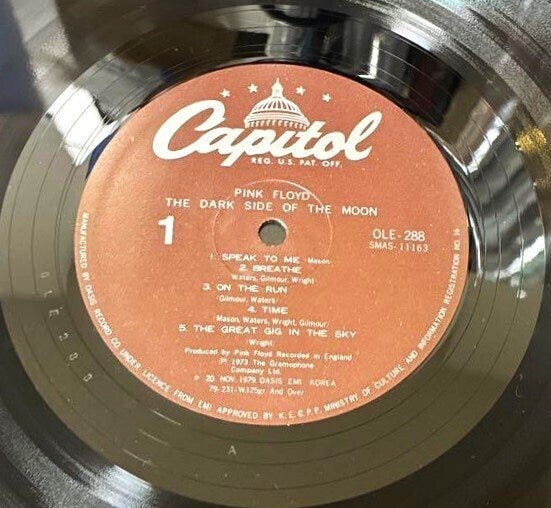 Capitol
REG. U.S. PAT. OFF.
PINK FLOYD
THE DARK SIDE OF THE MOON
1
OLE-288
SMAS-11163
1. SPEAK TO ME (Mason)
2. BREATHE
(Waters, Gilmour, Wright)
3. ON THE RUN
(Gilmour, Waters)
4. TIME
(Mason, Waters, Wright, Gilmour)
5. THE GREAT GIG IN THE SKY
(Wright)
Produced by Pink Floyd Recorded in England
℗ 1973 The Gramophone
Company Ltd.
© 20. NOV. 1979 OASIS EMI KOREA
79-231-W.125gr And Over
MANUFACTURED BY OASIS RECORD CO. UNDER LICENCE FROM EMI APPROVED BY K.E.C.P.P. MINISTRY OF CULTURE AND INFORMATION REGISTRATION NO. 16
OLE288
A